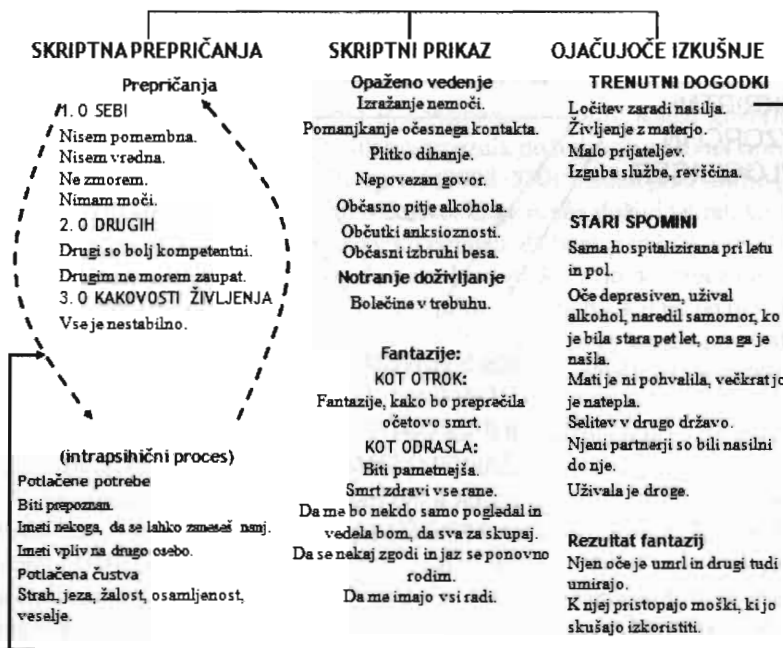 SKRIPTNA PREPRIČANJA
Prepričanja
1. O SEBI
Nisem pomembna.
Nisem vredna.
Ne zmorem.
Nimam moči.
2. O DRUGIH
Drugi so bolj kompetentni.
Drugim ne morem zaupat.
3. O KAKOVOSTI ŽIVLJENJA
Vse je nestabilno.
(intrapsihični proces)
Potlačene potrebe
Biti prepoznan.
Imeti nekoga, da se lahko zaneseš nanj.
Imeti vpliv na drugo osebo.
Potlačena čustva
Strah, jeza, žalost, osamljenost,
veselje.
SKRIPTNI PRIKAZ
Opaženo vedenje
Izražanje nemoči.
Pomanjkanje očesnega kontakta.
Plitko dihanje.
Nepovezan govor.
Občasno pitje alkohola.
Občutki anksioznosti.
Občasni izbruhi besa.
Notranje doživljanje
Bolečine v trebuhu.
Fantazije:
KOT OTROK:
Fantazije, kako bo preprečila
očetovo smrt.
KOT ODRASLA:
Biti pametnejša.
Smrt zdravi vse rane.
Da me bo nekdo samo pogledal in
vedela bom, da sva za skupaj.
Da se nekaj zgodi in jaz se ponovno
rodim.
Da me imajo vsi radi.
OJAČUJOČE IZKUŠNJE
TRENUTNI DOGODKI
Ločitev zaradi nasilja.
Življenje z materjo.
Malo prijateljev.
Izguba službe, revščina.
STARI SPOMINI
Sama hospitalizirana pri letu
in pol.
Oče depresiven, užival
alkohol, naredil samomor, ko
je bila stara pet let, ona ga je
našla.
Mati je ni pohvalila, večkrat jo
je natepla.
Selitev v drugo državo.
Njeni partnerji so bili nasilni
do nje.
Uživala je droge.
Rezultat fantazij
Njen oče je umrl in drugi tudi
umirajo.
K njej pristopajo moški, ki jo
skušajo izkoristiti.